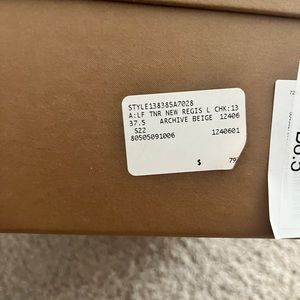 STYLE138385A7028
A:LF TNR NEW REGIS L CHK:13
37.5 ARCHIVE BEIGE 12406
S22
80505091006 1240601
$ 79